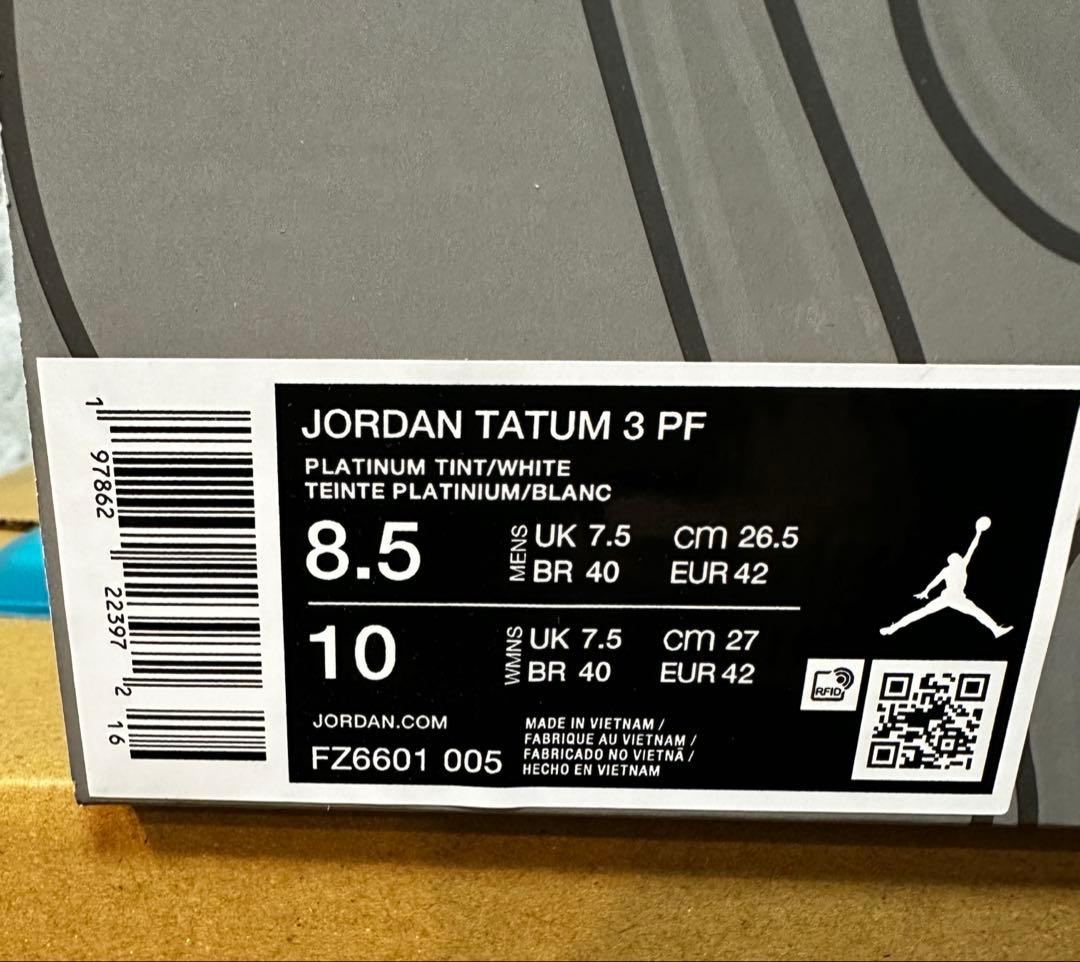 JORDAN TATUM 3 PF
PLATINUM TINT/WHITE
TEINTE PLATINIUM/BLANC
8.5 MENS UK 7.5 CM 26.5
BR 40 EUR 42
10 WMNS UK 7.5 CM 27
BR 40 EUR 42
JORDAN.COM
FZ6601 005
MADE IN VIETNAM /
FABRIQUE AU VIETNAM /
FABRICADO NO VIETNÃ /
HECHO EN VIETNAM
RFID
1 97862 22397 2 16